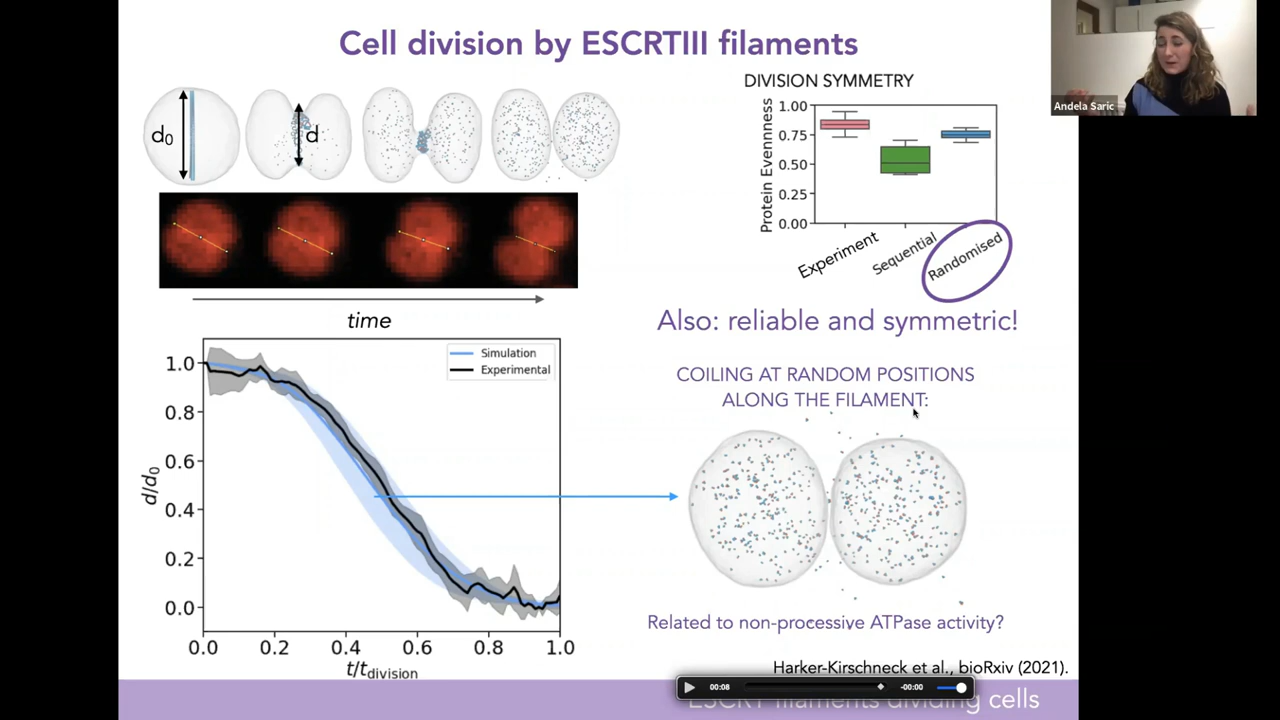 Cell division by ESCRTIII filaments
Andela Saric
d0
d
time
DIVISION SYMMETRY
Protein Evennness
1.00
0.75
0.50
0.25
0.00
Experiment
Sequential
Randomised
Also: reliable and symmetric!
Simulation
Experimental
d/d0
1.0
0.8
0.6
0.4
0.2
0.0
0.0 0.2 0.4 0.6 0.8 1.0
t/tdivision
COILING AT RANDOM POSITIONS
ALONG THE FILAMENT:
Related to non-processive ATPase activity?
Harker-Kirschneck et al., bioRxiv (2021).
00:08 -00:00
ESCRT filaments dividing cells